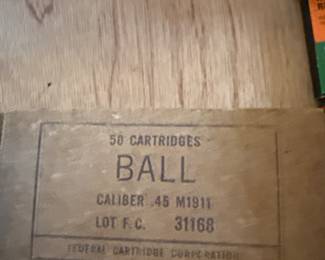 50 CARTRIDGES
BALL
CALIBER .45 M1911
LOT F.C. 31168
FEDERAL CARTRIDGE CORPORATION